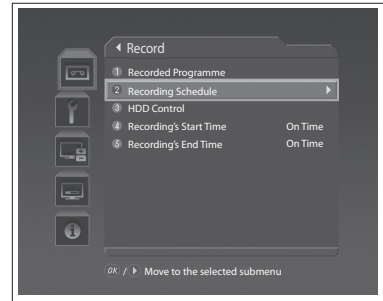 Record
1 Recorded Programme
2 Recording Schedule
3 HDD Control
4 Recording's Start Time On Time
5 Recording's End Time On Time
OK / Move to the selected submenu